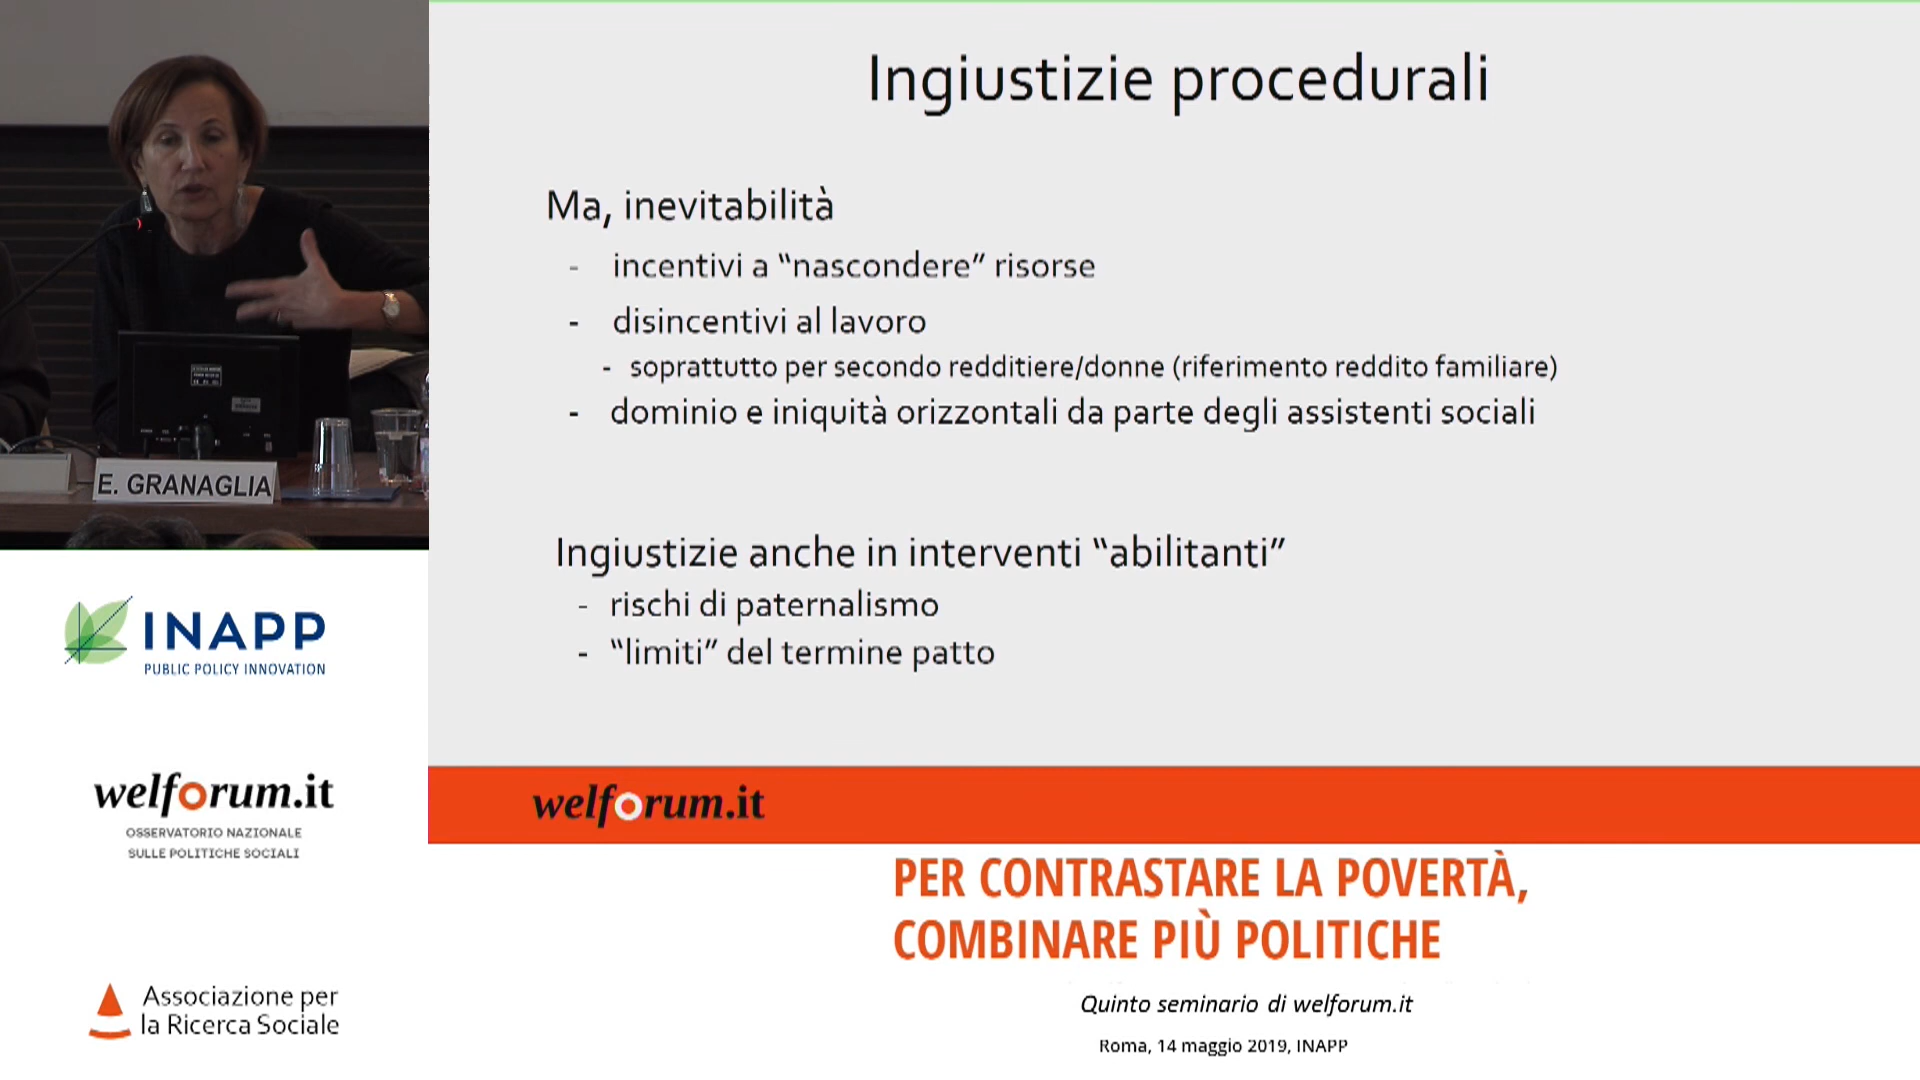 E. GRANAGLIA
INAPP
PUBLIC POLICY INNOVATION
welforum.it
OSSERVATORIO NAZIONALE
SULLE POLITICHE SOCIALI
Associazione per
la Ricerca Sociale
Ingiustizie procedurali
Ma, inevitabilità
- incentivi a “nascondere” risorse
- disincentivi al lavoro
- soprattutto per secondo redditiere/donne (riferimento reddito familiare)
- dominio e iniquità orizzontali da parte degli assistenti sociali
Ingiustizie anche in interventi “abilitanti”
- rischi di paternalismo
- “limiti” del termine patto
welforum.it
PER CONTRASTARE LA POVERTÀ,
COMBINARE PIÙ POLITICHE
Quinto seminario di welforum.it
Roma, 14 maggio 2019, INAPP